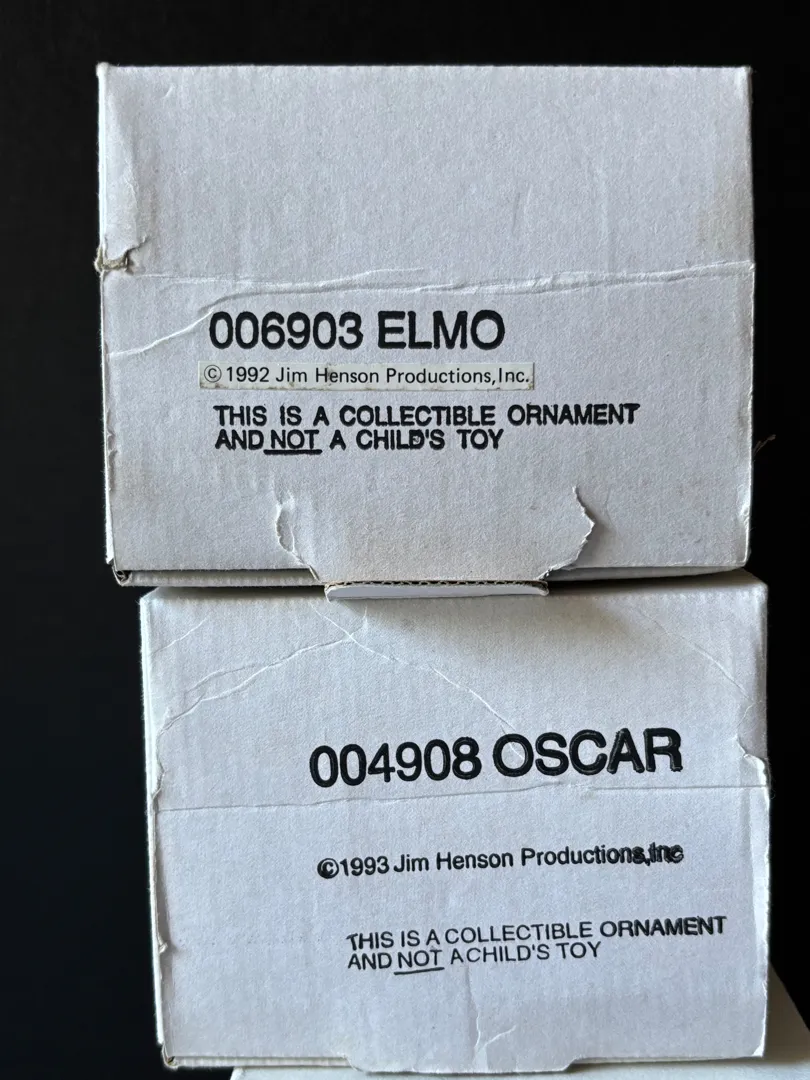 006903 ELMO
© 1992 Jim Henson Productions,Inc.
THIS IS A COLLECTIBLE ORNAMENT
AND NOT A CHILD'S TOY
004908 OSCAR
©1993 Jim Henson Productions,Inc
THIS IS A COLLECTIBLE ORNAMENT
AND NOT A CHILD'S TOY